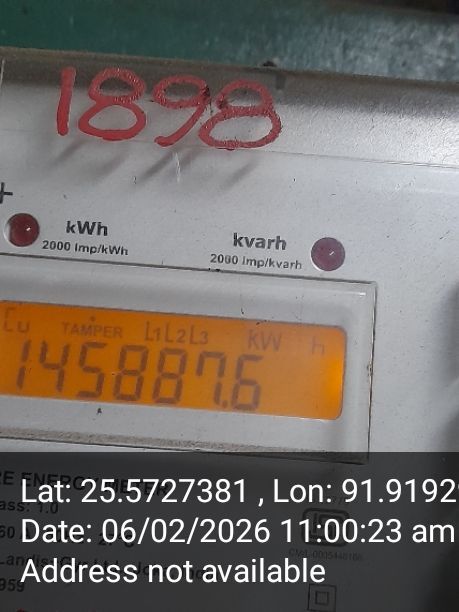 1898
+
kWh
2000 imp/kWh
kvarh
2000 imp/kvarh
Cu TAMPER L1L2L3 KW h
145887.6
Lat: 25.5727381 , Lon: 91.9192
Date: 06/02/2026 11:00:23 am
Address not available